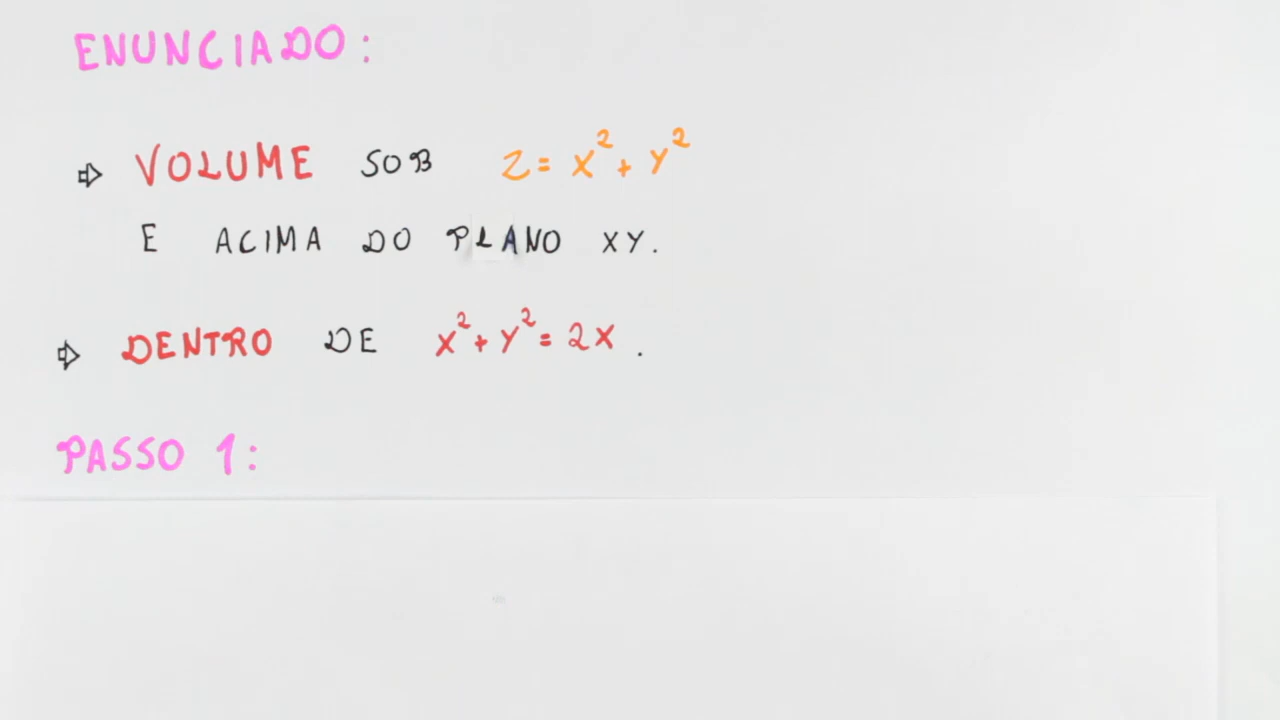 ENUNCIADO:
⇨ VOLUME SOB z = x² + y²
E ACIMA DO PLANO XY.
⇨ DENTRO DE x² + y² = 2x .
PASSO 1: